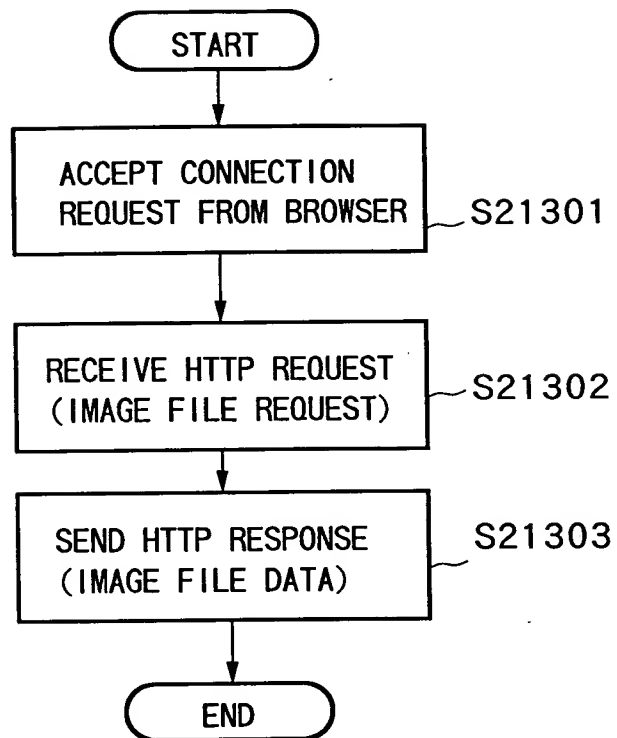 START
ACCEPT CONNECTION
REQUEST FROM BROWSER
S21301
RECEIVE HTTP REQUEST
(IMAGE FILE REQUEST)
S21302
SEND HTTP RESPONSE
(IMAGE FILE DATA)
S21303
END